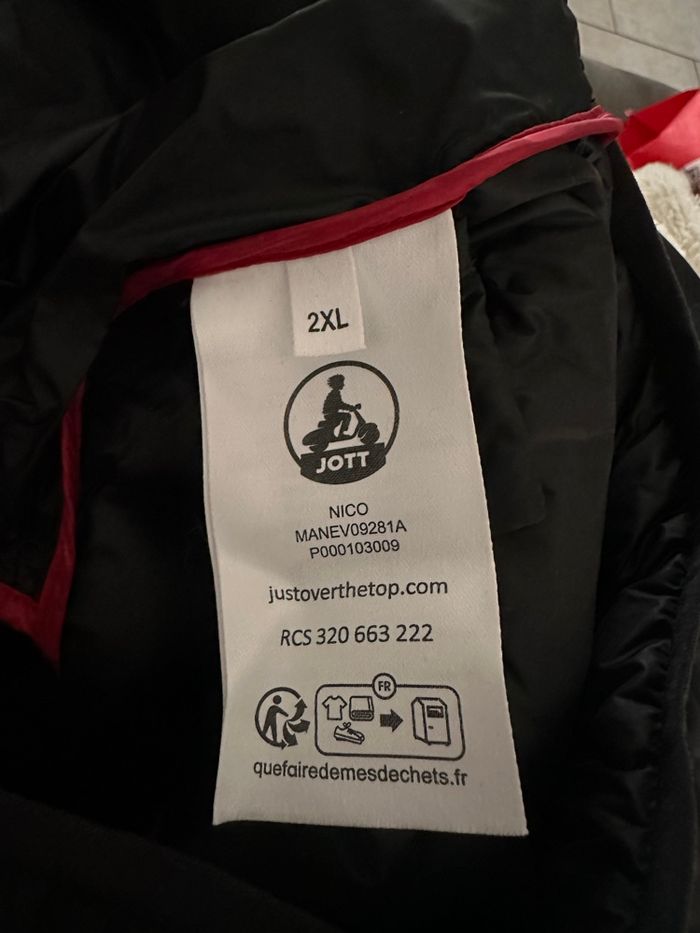 2XL
JOTT
NICO
MANEV09281A
P000103009
justoverthetop.com
RCS 320 663 222
FR
quefairedemesdechets.fr